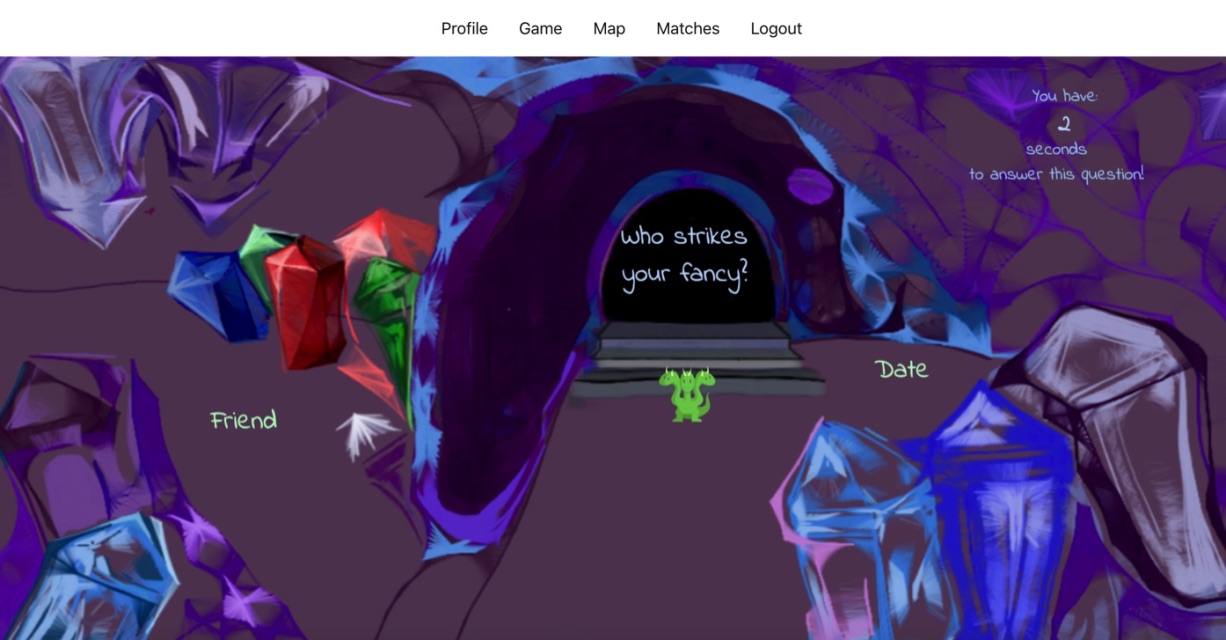 Profile Game Map Matches Logout
You have:
2
seconds
to answer this question!
who strikes
your fancy?
Date
Friend